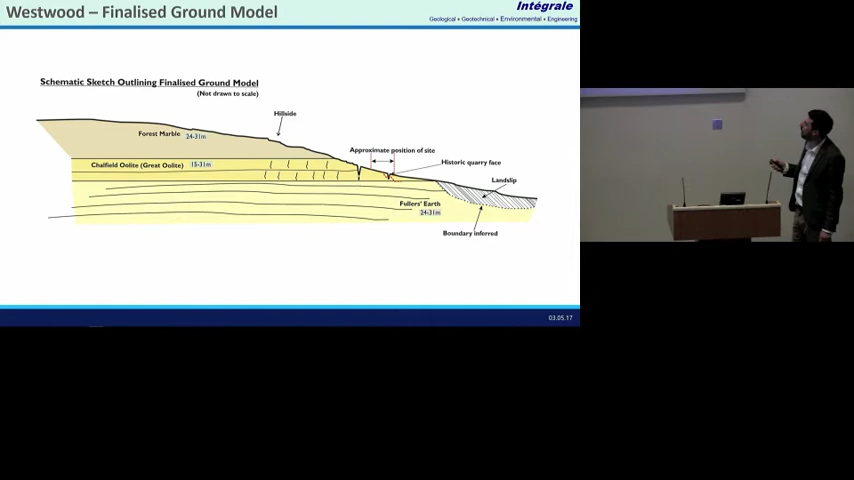 Westwood – Finalised Ground Model
Intégrale
Geological • Geotechnical • Environmental • Engineering
Schematic Sketch Outlining Finalised Ground Model
(Not drawn to scale)
Hillside
Forest Marble 24-31m
Approximate position of site
Chalfield Oolite (Great Oolite) 15-31m
Historic quarry face
Landslip
Fullers' Earth
24-31m
Boundary inferred
03.05.17